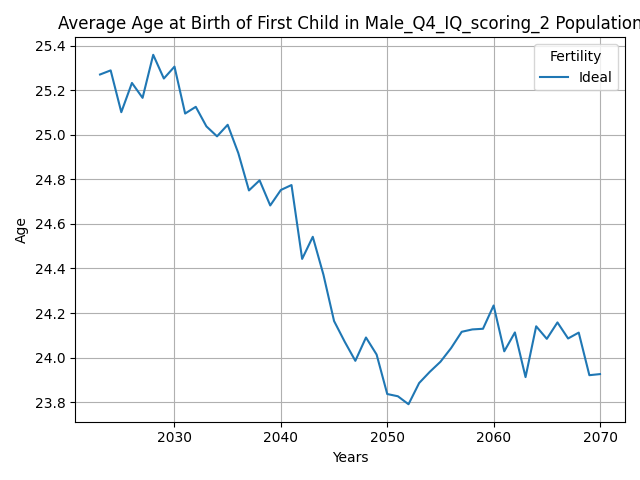 Average Age at Birth of First Child in Male_Q4_IQ_scoring_2 Population
Fertility
Ideal
25.4
25.2
25.0
24.8
24.6
24.4
24.2
24.0
23.8
Age
2030 2040 2050 2060 2070
Years